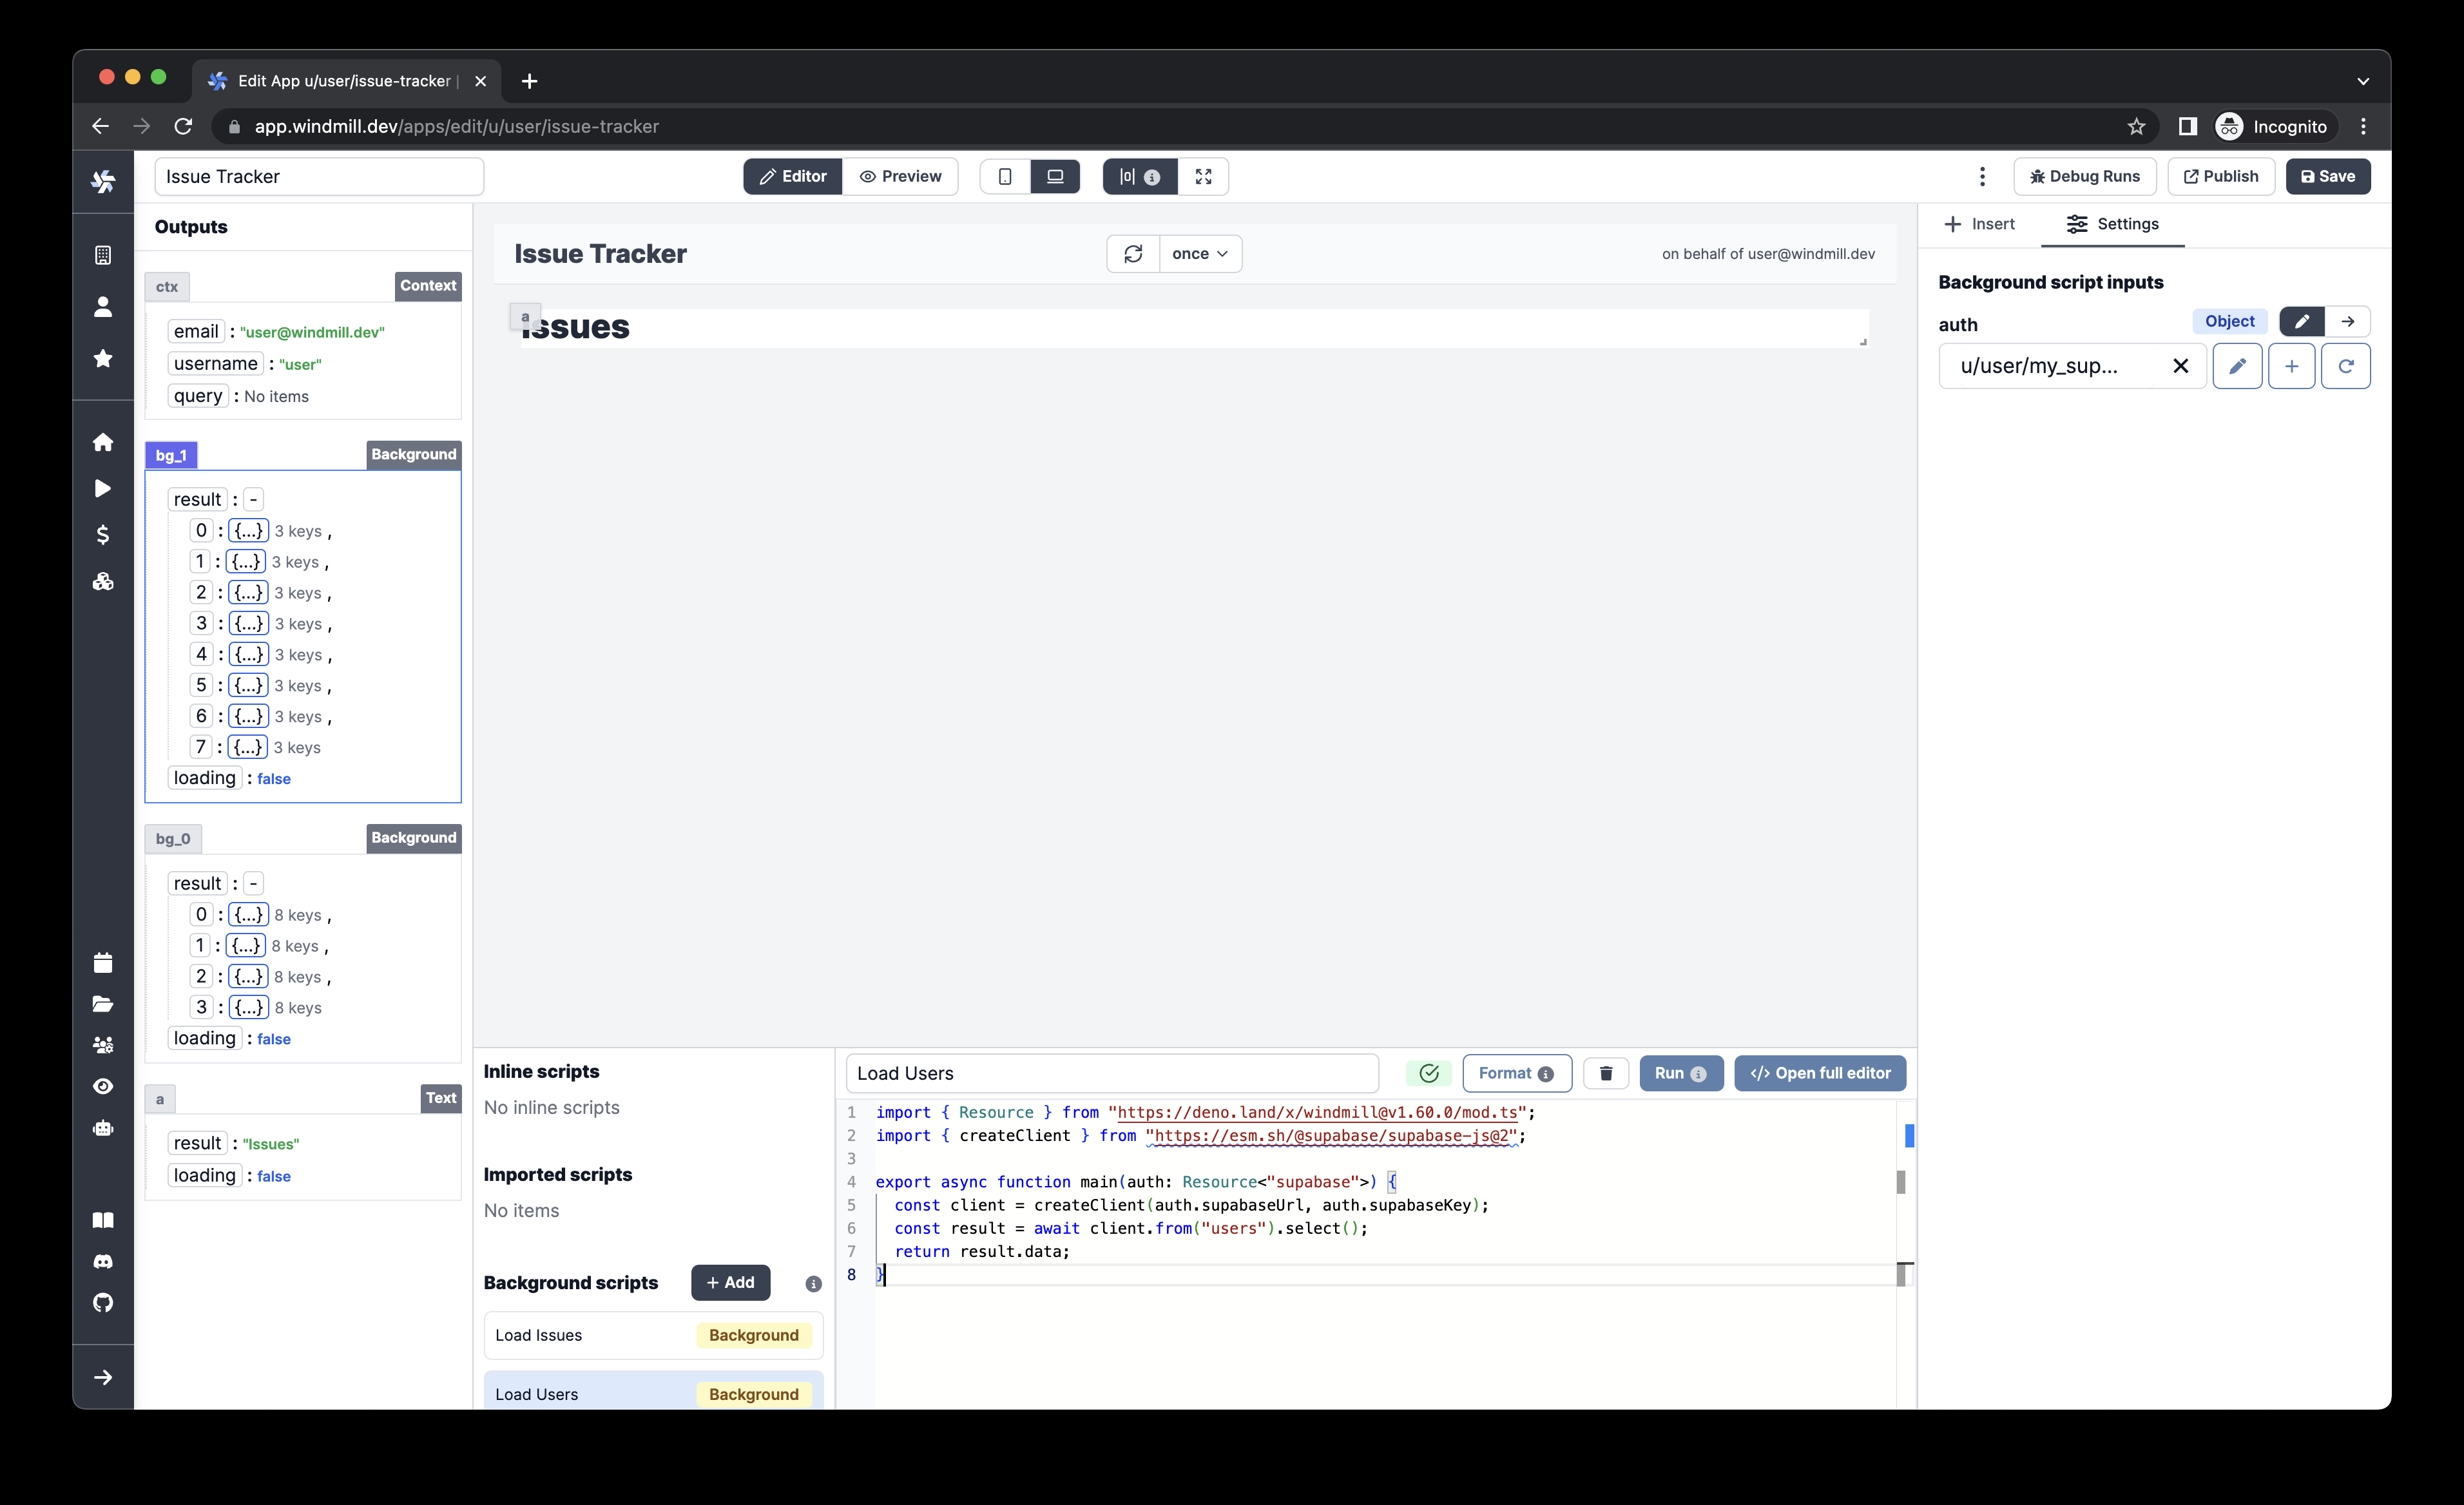 Edit App u/user/issue-tracker |
app.windmill.dev/apps/edit/u/user/issue-tracker
Incognito
Issue Tracker
Editor
Preview
|0|
Debug Runs
Publish
Save
Outputs
ctx
Context
email : "user@windmill.dev"
username : "user"
query : No items
bg_1
Background
result : -
0 : {...} 3 keys ,
1 : {...} 3 keys ,
2 : {...} 3 keys ,
3 : {...} 3 keys ,
4 : {...} 3 keys ,
5 : {...} 3 keys ,
6 : {...} 3 keys ,
7 : {...} 3 keys
loading : false
bg_0
Background
result : -
0 : {...} 8 keys ,
1 : {...} 8 keys ,
2 : {...} 8 keys ,
3 : {...} 8 keys
loading : false
a
Text
result : "Issues"
loading : false
Issue Tracker
once
on behalf of user@windmill.dev
a
Issues
Inline scripts
No inline scripts
Imported scripts
No items
Background scripts
+ Add
Load Issues
Background
Load Users
Background
Load Users
Format
Run
</> Open full editor
1 import { Resource } from "https://deno.land/x/windmill@v1.60.0/mod.ts";
2 import { createClient } from "https://esm.sh/@supabase/supabase-js@2";
3
4 export async function main(auth: Resource<"supabase">) {
5 const client = createClient(auth.supabaseUrl, auth.supabaseKey);
6 const result = await client.from("users").select();
7 return result.data;
8 }
Insert
Settings
Background script inputs
auth
Object
u/user/my_sup...